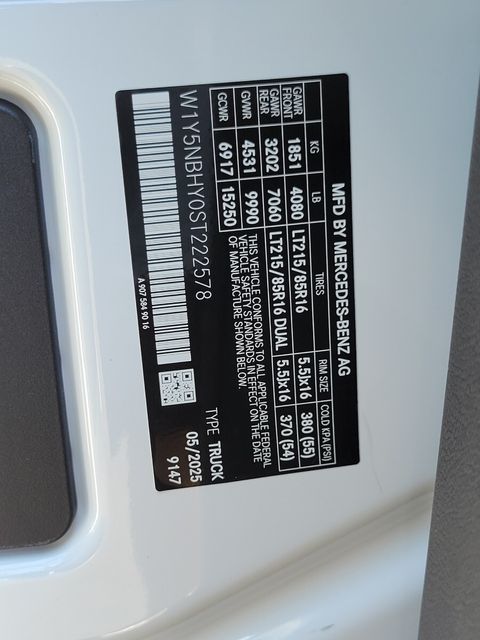 MFD BY MERCEDES-BENZ AG
KG LB TIRES RIM SIZE COLD KPA (PSI)
GAWR FRONT 1851 4080 LT215/85R16 5.5Jx16 380 (55)
GAWR REAR 3202 7060 LT215/85R16 DUAL 5.5Jx16 370 (54)
GVWR 4531 9990 THIS VEHICLE CONFORMS TO ALL APPLICABLE FEDERAL
VEHICLE SAFETY STANDARDS IN EFFECT ON THE DATE
GCWR 6917 15250 OF MANUFACTURE SHOWN ABOVE
W1Y5NBHY0ST222578 TYPE TRUCK
05/2025
9147
A 907 584 90 16